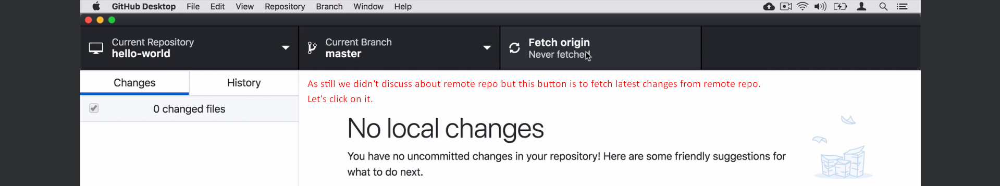 GitHub Desktop File Edit View Repository Branch Window Help
Current Repository
hello-world
Current Branch
master
Fetch origin
Never fetched
Changes
History
0 changed files
As still we didn't discuss about remote repo but this button is to fetch latest changes from remote repo.
Let's click on it.
No local changes
You have no uncommitted changes in your repository! Here are some friendly suggestions for
what to do next.